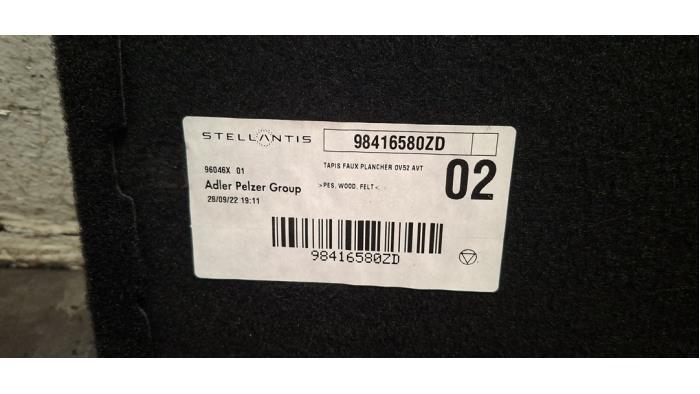 STELLANTIS
98416580ZD
96046X 01
TAPIS FAUX PLANCHER OV52 AVT
02
Adler Pelzer Group
>PES, WOOD, FELT<
28/09/22 19:11
98416580ZD